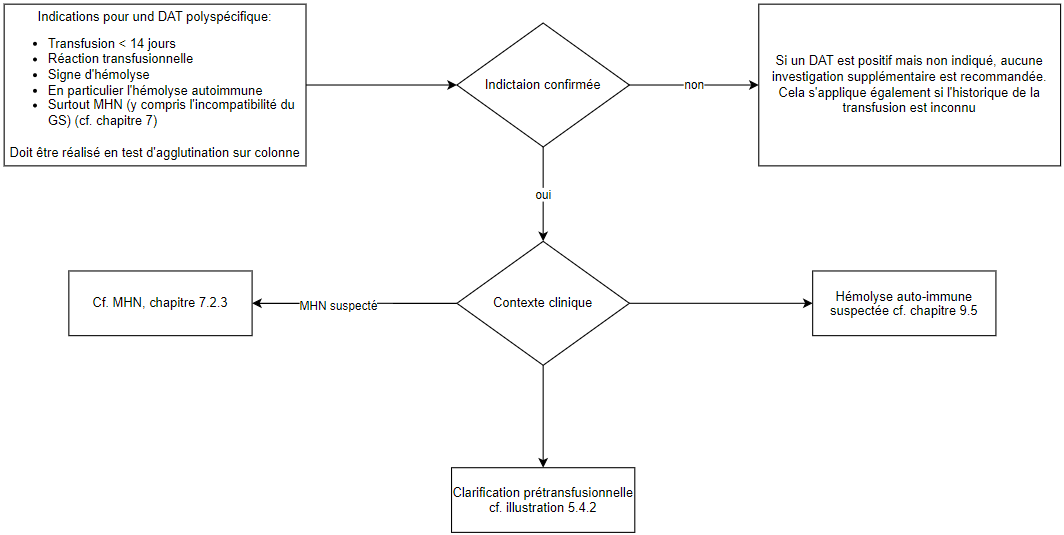 Indications pour und DAT polyspécifique:
• Transfusion < 14 jours
• Réaction transfusionnelle
• Signe d'hémolyse
• En particulier l'hémolyse autoimmune
• Surtout MHN (y compris l'incompatibilité du
GS) (cf. chapitre 7)
Doit être réalisé en test d'agglutination sur colonne
Indictaion confirmée
non
Si un DAT est positif mais non indiqué, aucune
investigation supplémentaire est recommandée.
Cela s'applique également si l'historique de la
transfusion est inconnu
oui
Cf. MHN, chapitre 7.2.3
MHN suspecté
Contexte clinique
Hémolyse auto-immune
suspectée cf. chapitre 9.5
Clarification prétransfusionnelle
cf. illustration 5.4.2